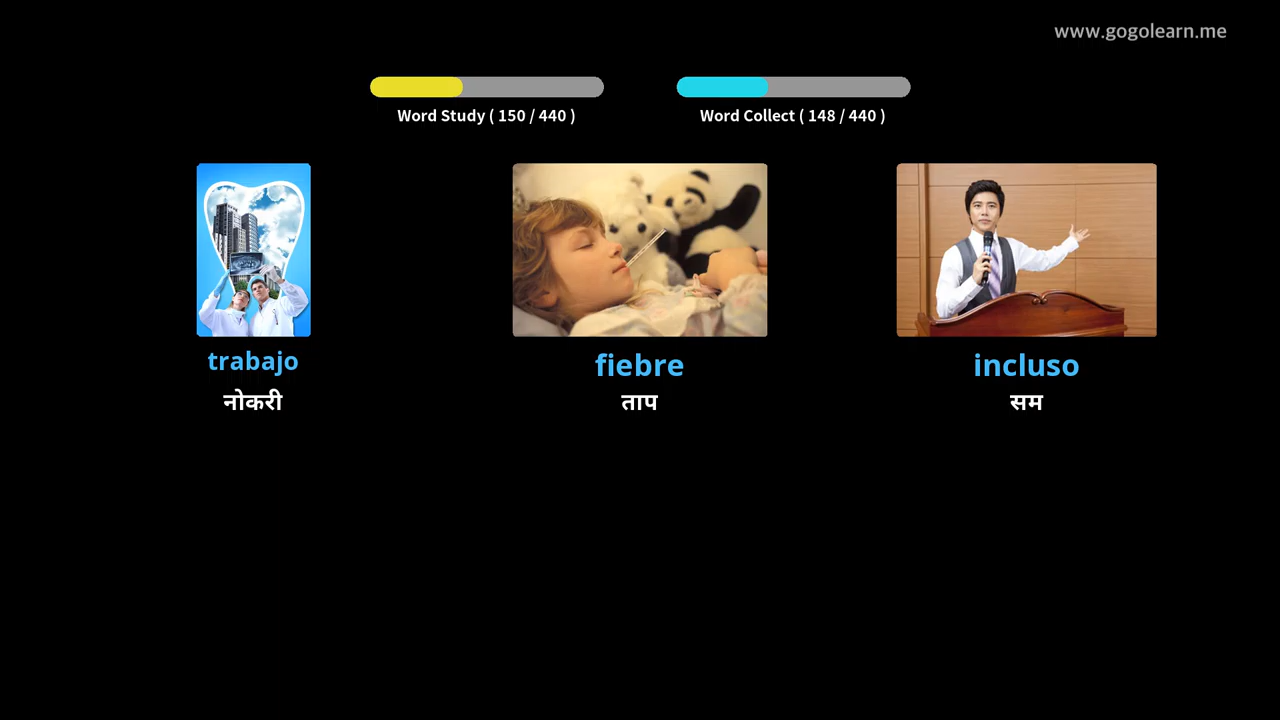 www.gogolearn.me
Word Study ( 150 / 440 )
Word Collect ( 148 / 440 )
trabajo
नोकरी
fiebre
ताप
incluso
सम